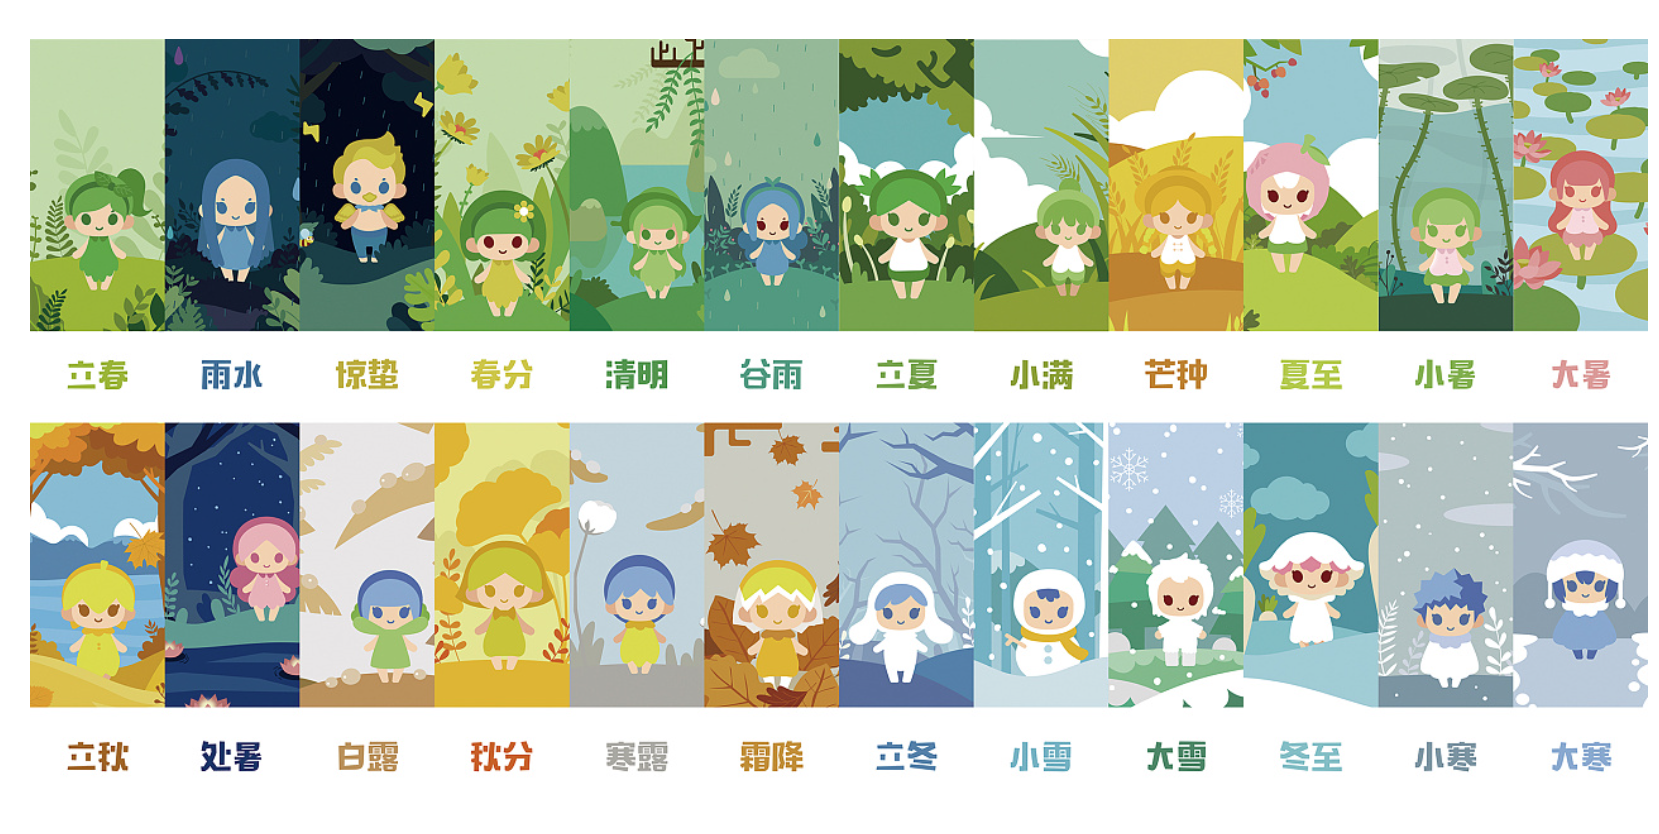 立春 雨水 惊蛰 春分 清明 谷雨 立夏 小满 芒种 夏至 小暑 大暑
立秋 处暑 白露 秋分 寒露 霜降 立冬 小雪 大雪 冬至 小寒 大寒